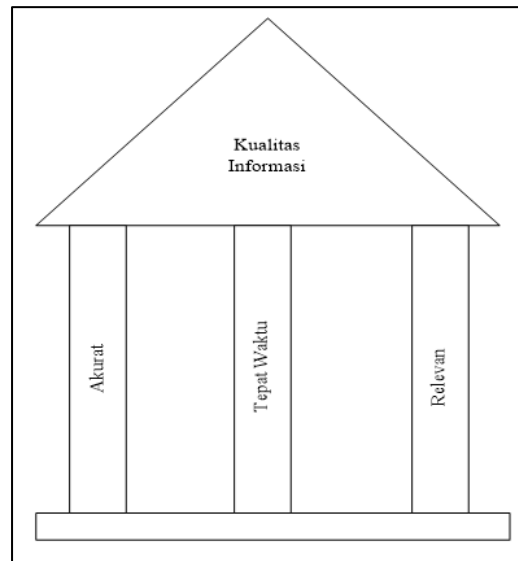 Kualitas
Informasi
Akurat
Tepat Waktu
Relevan